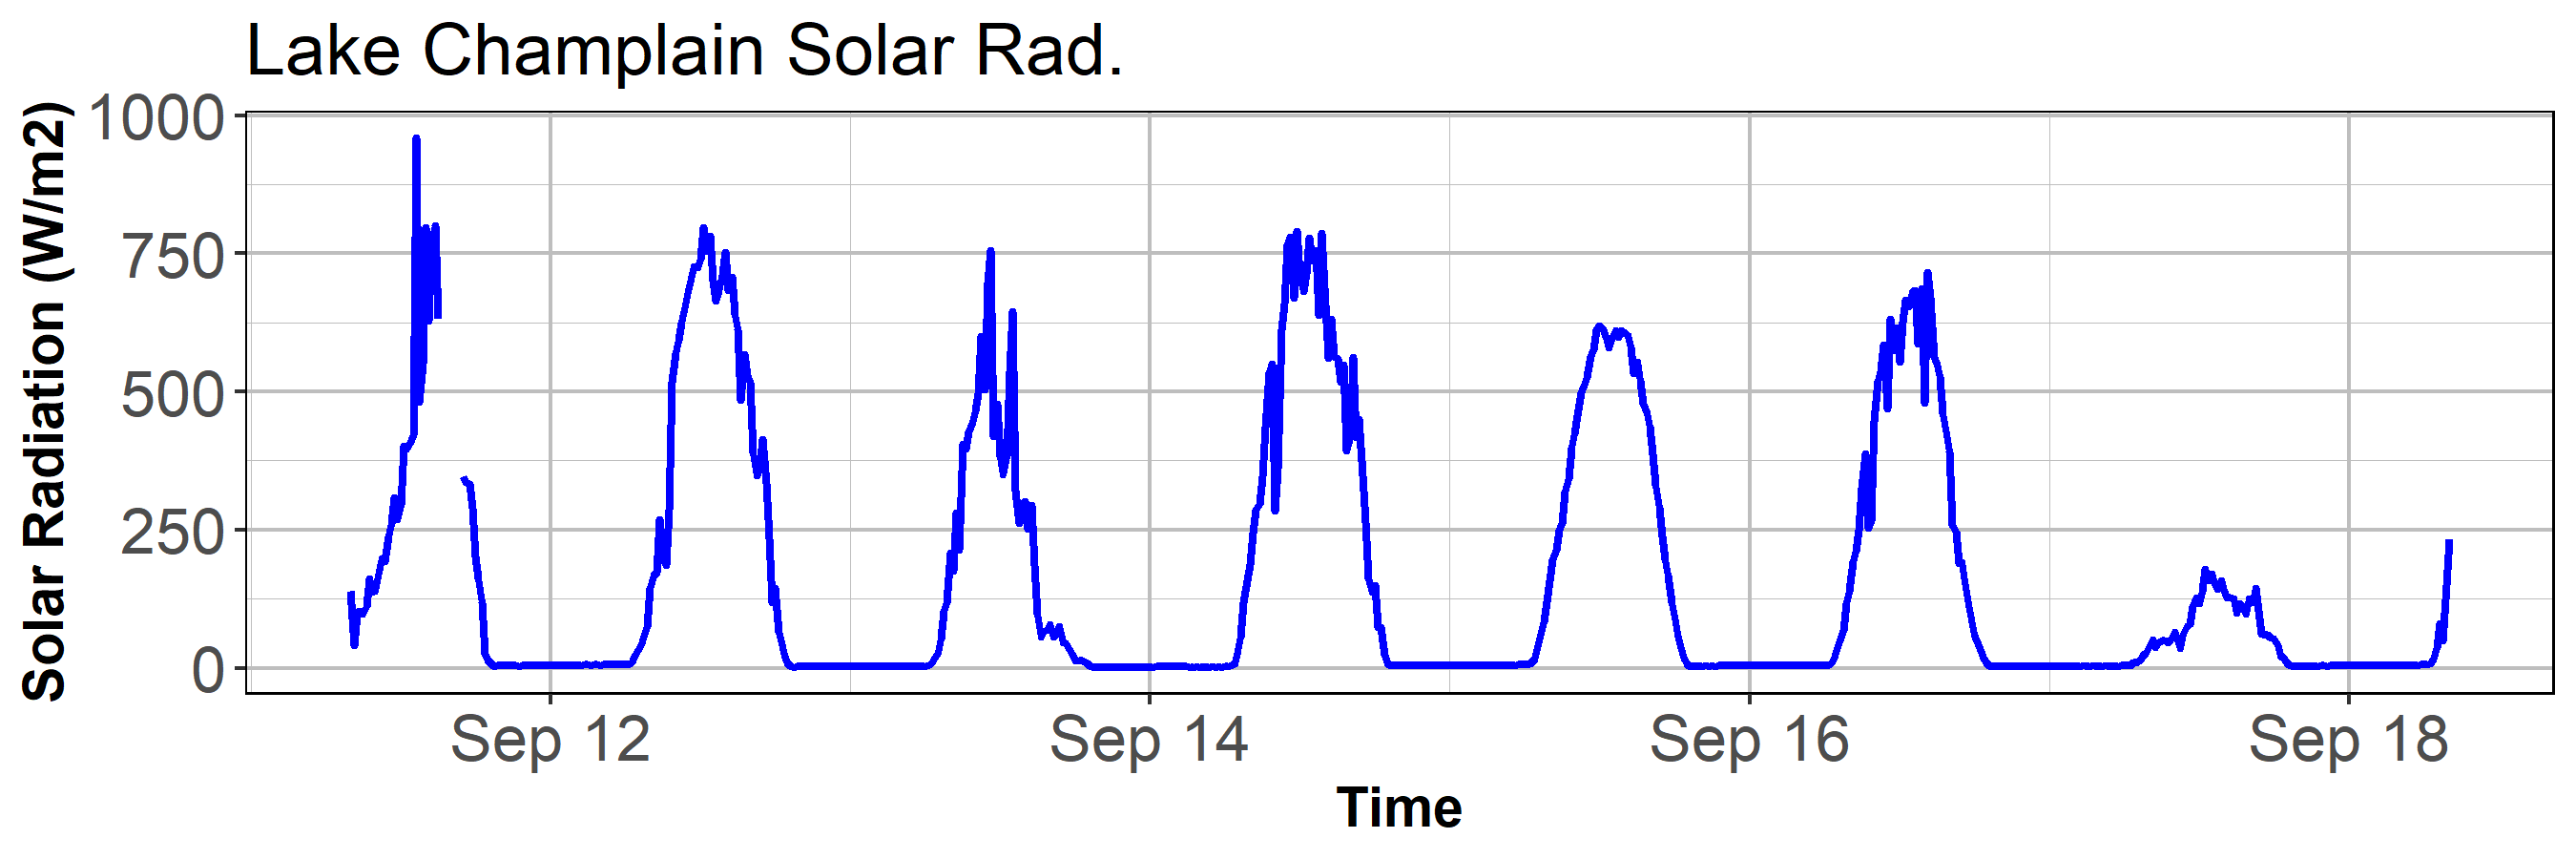 Lake Champlain Solar Rad.
Solar Radiation (W/m2)
1000
750
500
250
0
Sep 12 Sep 14 Sep 16 Sep 18
Time